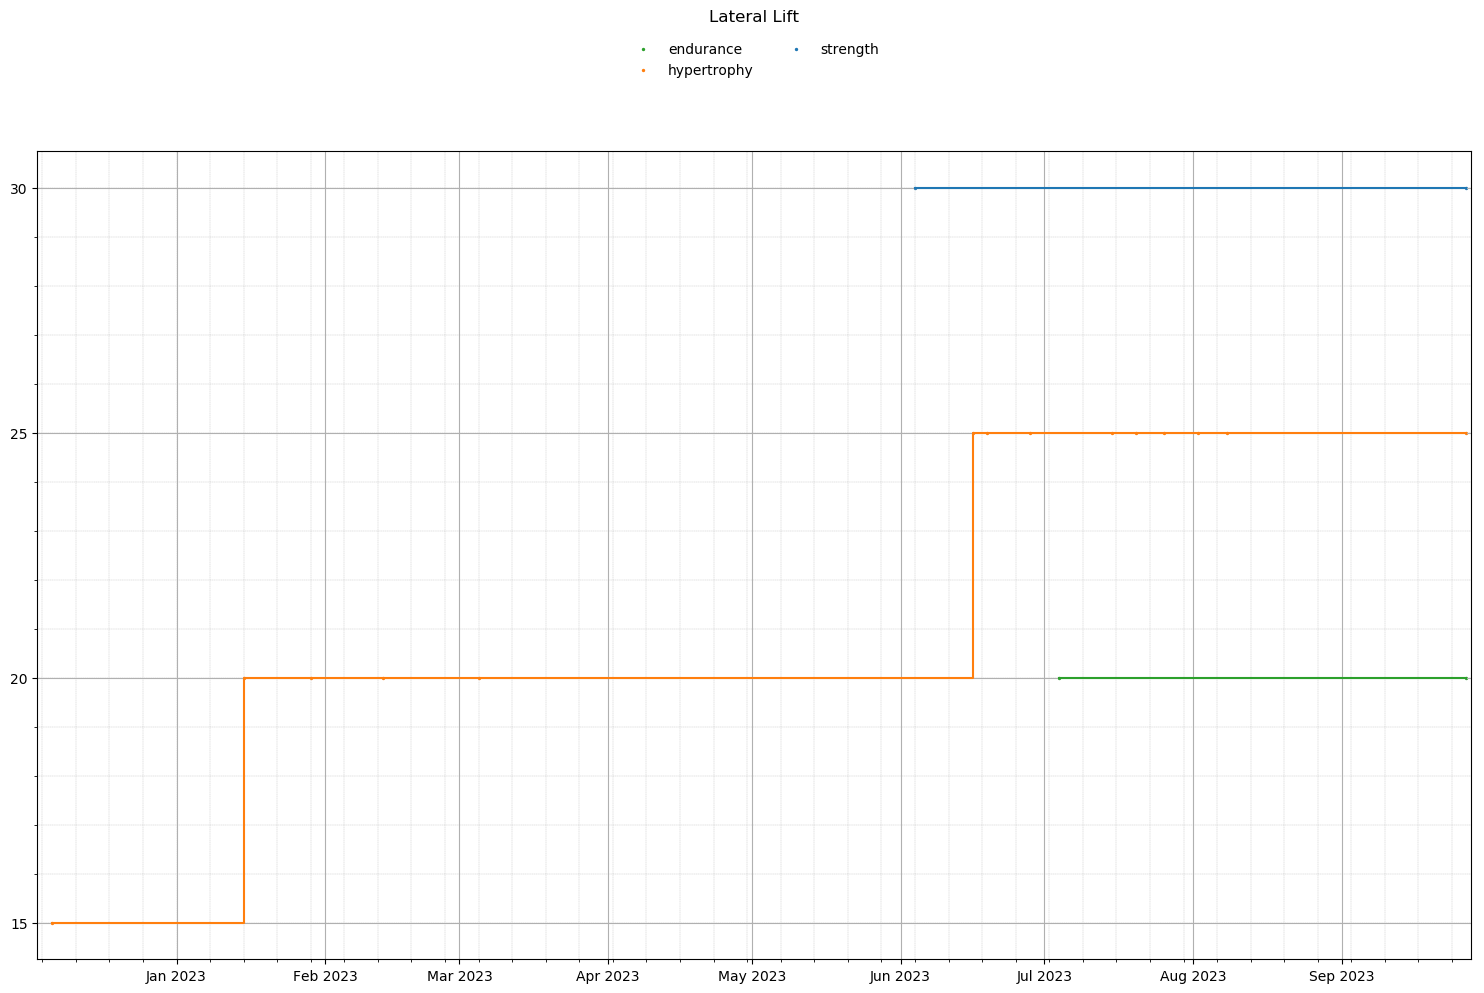 Lateral Lift
endurance
hypertrophy
strength
30
25
20
15
Jan 2023
Feb 2023
Mar 2023
Apr 2023
May 2023
Jun 2023
Jul 2023
Aug 2023
Sep 2023